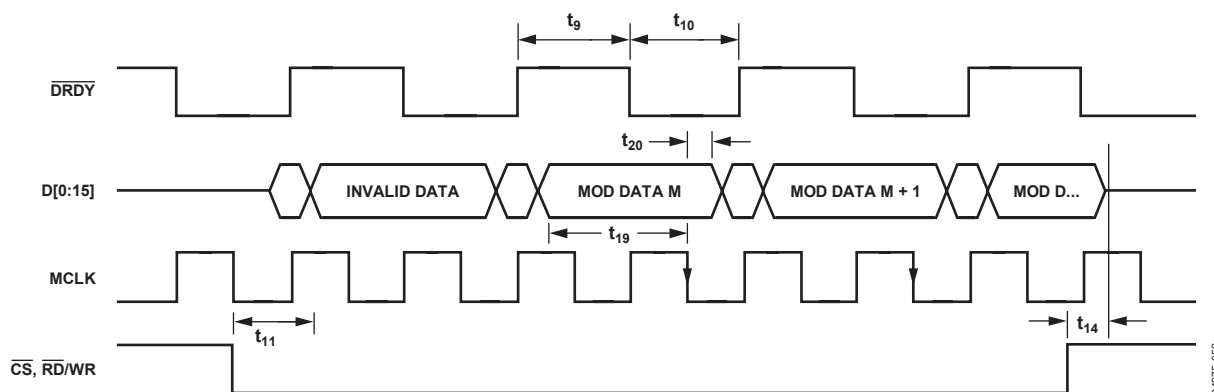 t9
t10
DRDY
t20
D[0:15]
INVALID DATA
MOD DATA M
MOD DATA M + 1
MOD D...
t19
MCLK
t11
t14
CS, RD/WR